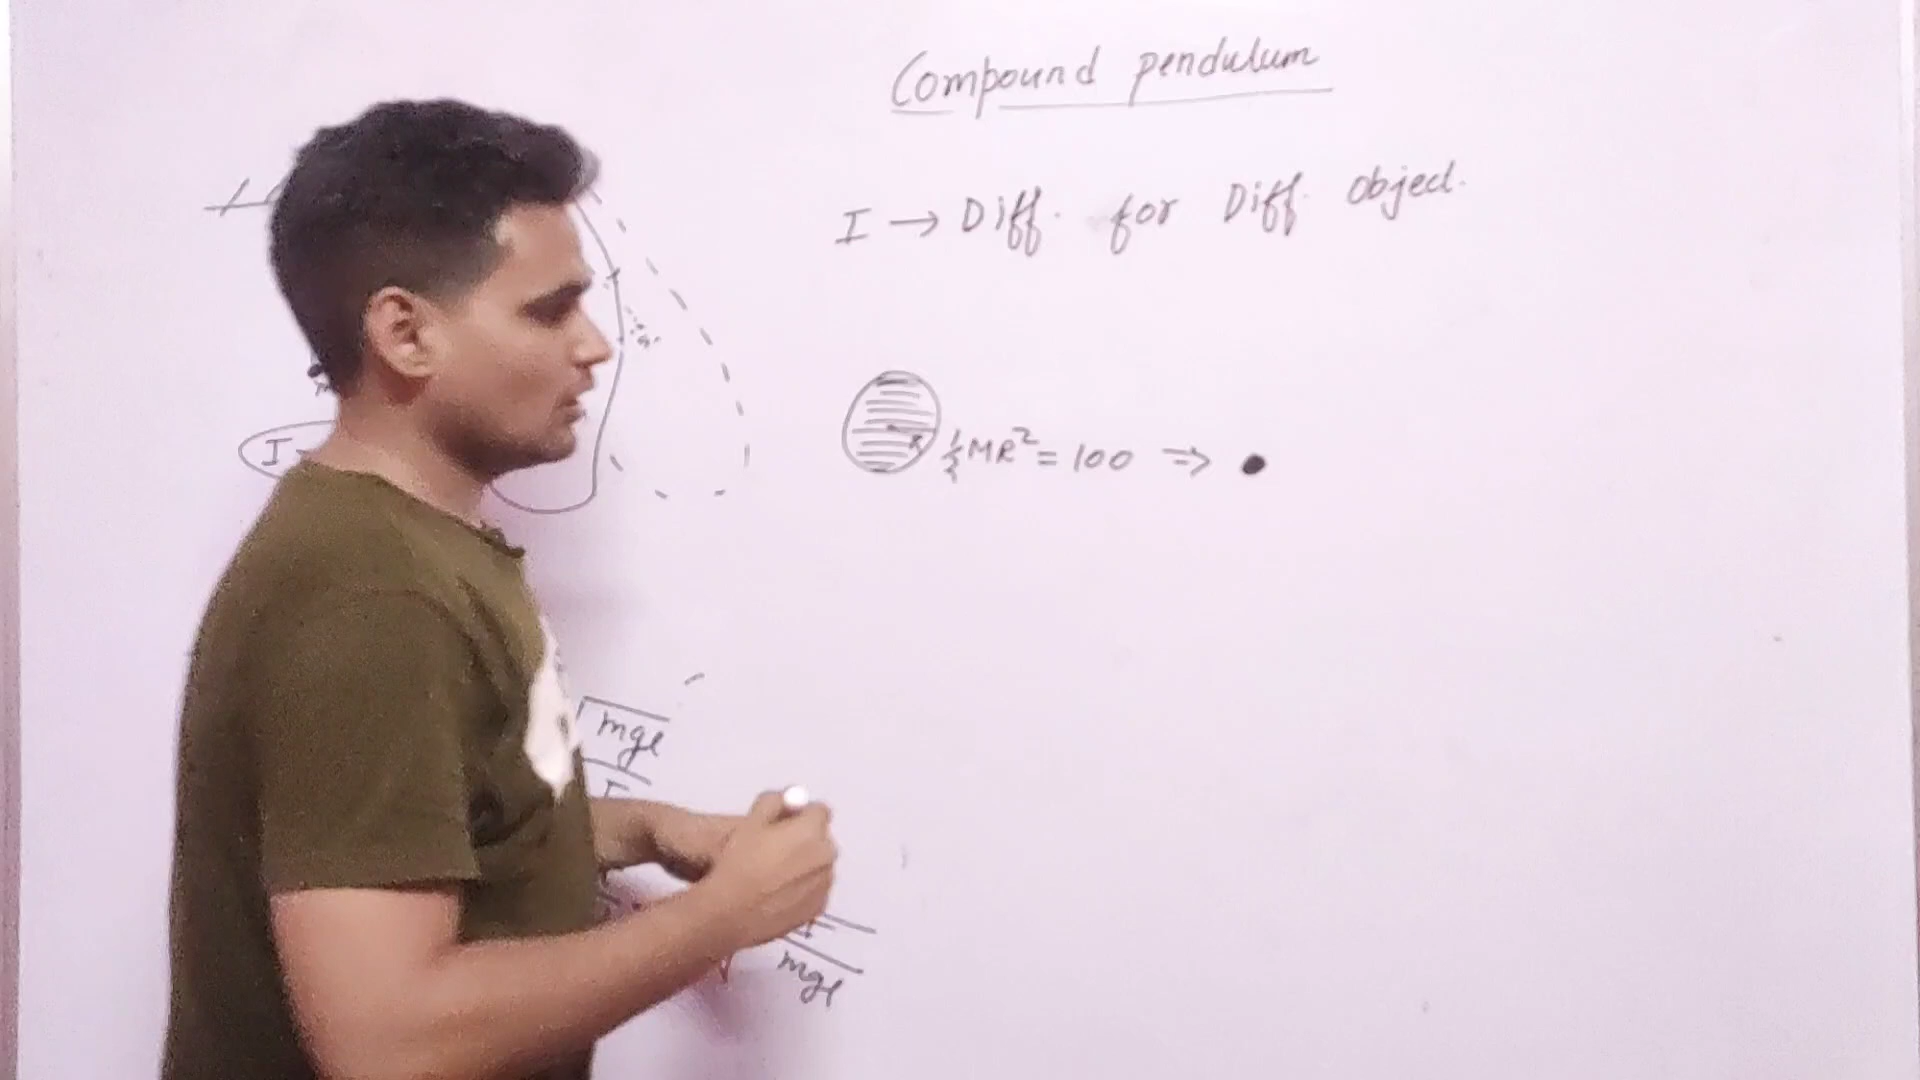 Compound pendulum
I → Diff. for Diff. Object.
½MR² = 100 ⇒ •
I
mgl
I
mgl